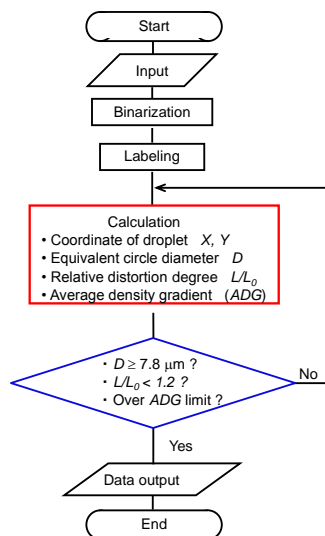 Start
Input
Binarization
Labeling
Calculation
• Coordinate of droplet X, Y
• Equivalent circle diameter D
• Relative distortion degree L/L₀
• Average density gradient (ADG)
• D ≥ 7.8 μm ?
• L/L₀ < 1.2 ?
• Over ADG limit ?
No
Yes
Data output
End